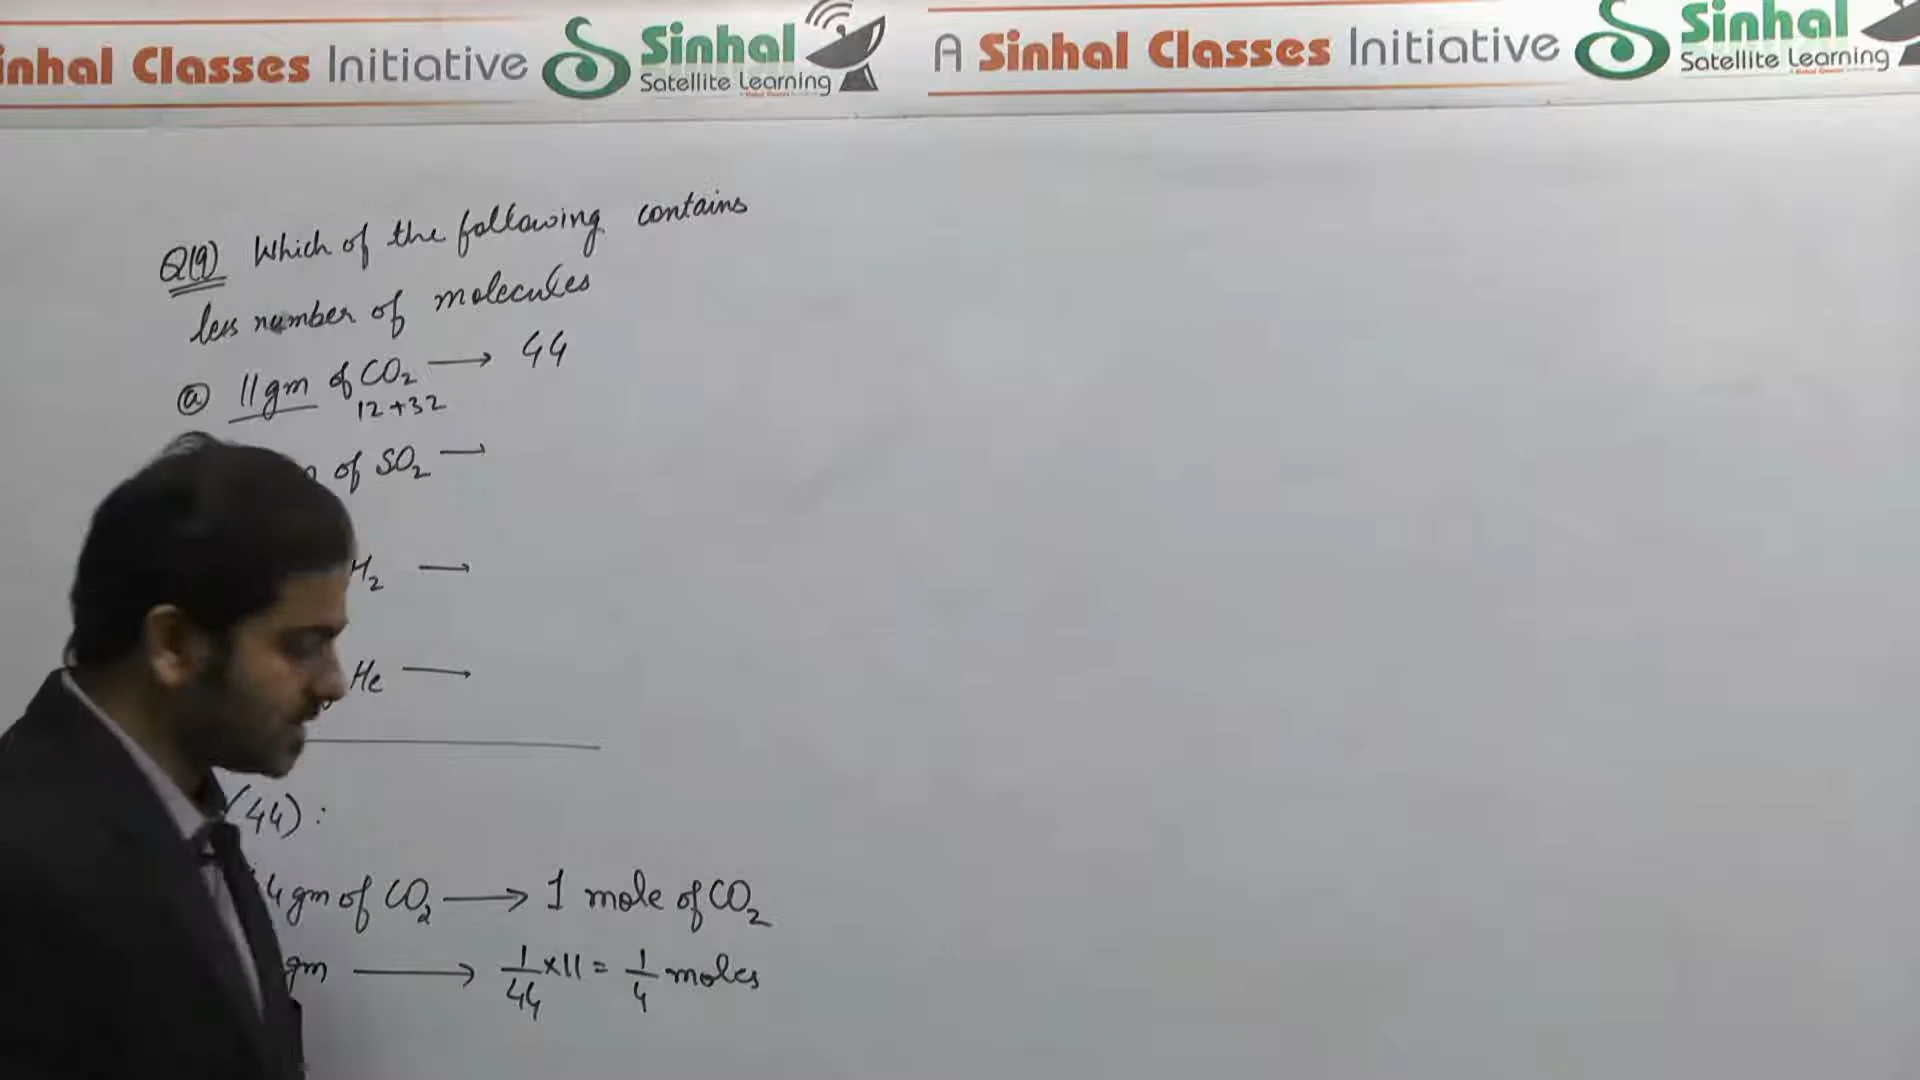 inhal Classes Initiative Sinhal Satellite Learning A Sinhal Classes Initiative Sinhal Satellite Learning
Q(9) Which of the following contains
less number of molecules
(a) 11gm of CO₂ → 44
12+32
of SO₂ →
H₂ →
He →
(44) :
4 gm of CO₂ → 1 mole of CO₂
gm → 1/44 ×11 = 1/4 moles